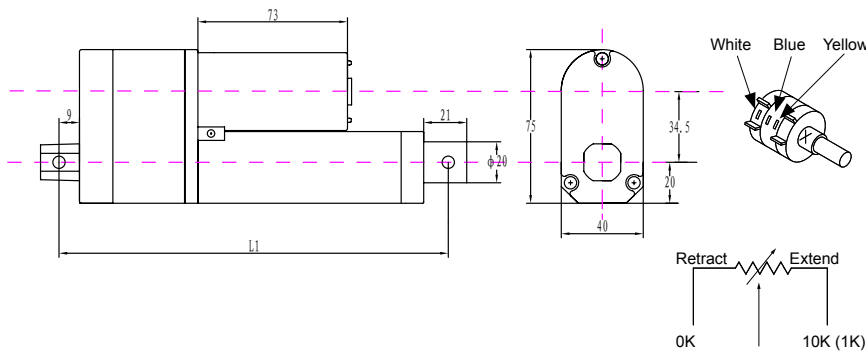 73
White
Blue
Yellow
9
21
75
34.5
ϕ20
20
L1
40
Retract
Extend
0K
10K (1K)